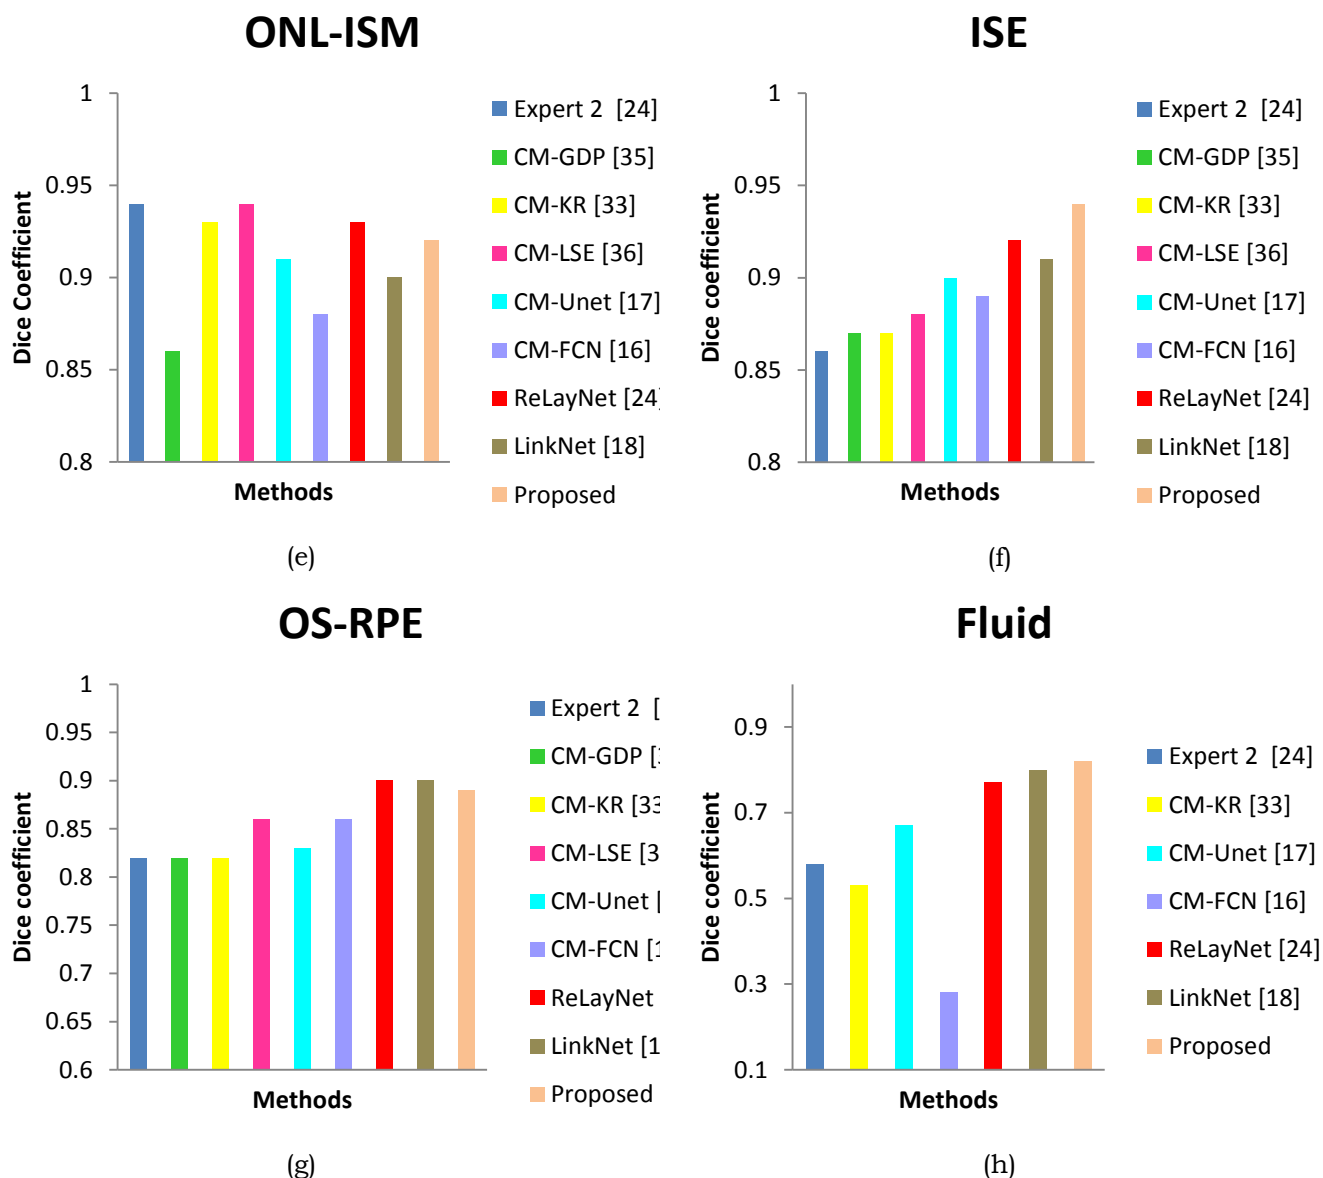 ONL-ISM
1
0.95
0.9
0.85
0.8
Dice Coefficient
Methods
Expert 2 [24]
CM-GDP [35]
CM-KR [33]
CM-LSE [36]
CM-Unet [17]
CM-FCN [16]
ReLayNet [24]
LinkNet [18]
Proposed
(e)
ISE
1
0.95
0.9
0.85
0.8
Dice coefficient
Methods
Expert 2 [24]
CM-GDP [35]
CM-KR [33]
CM-LSE [36]
CM-Unet [17]
CM-FCN [16]
ReLayNet [24]
LinkNet [18]
Proposed
(f)
OS-RPE
1
0.95
0.9
0.85
0.8
0.75
0.7
0.65
0.6
Dice coefficient
Methods
Expert 2 [
CM-GDP [3
CM-KR [33
CM-LSE [3
CM-Unet [
CM-FCN [1
ReLayNet
LinkNet [1
Proposed
(g)
Fluid
0.9
0.7
0.5
0.3
0.1
Dice coefficient
Methods
Expert 2 [24]
CM-KR [33]
CM-Unet [17]
CM-FCN [16]
ReLayNet [24]
LinkNet [18]
Proposed
(h)